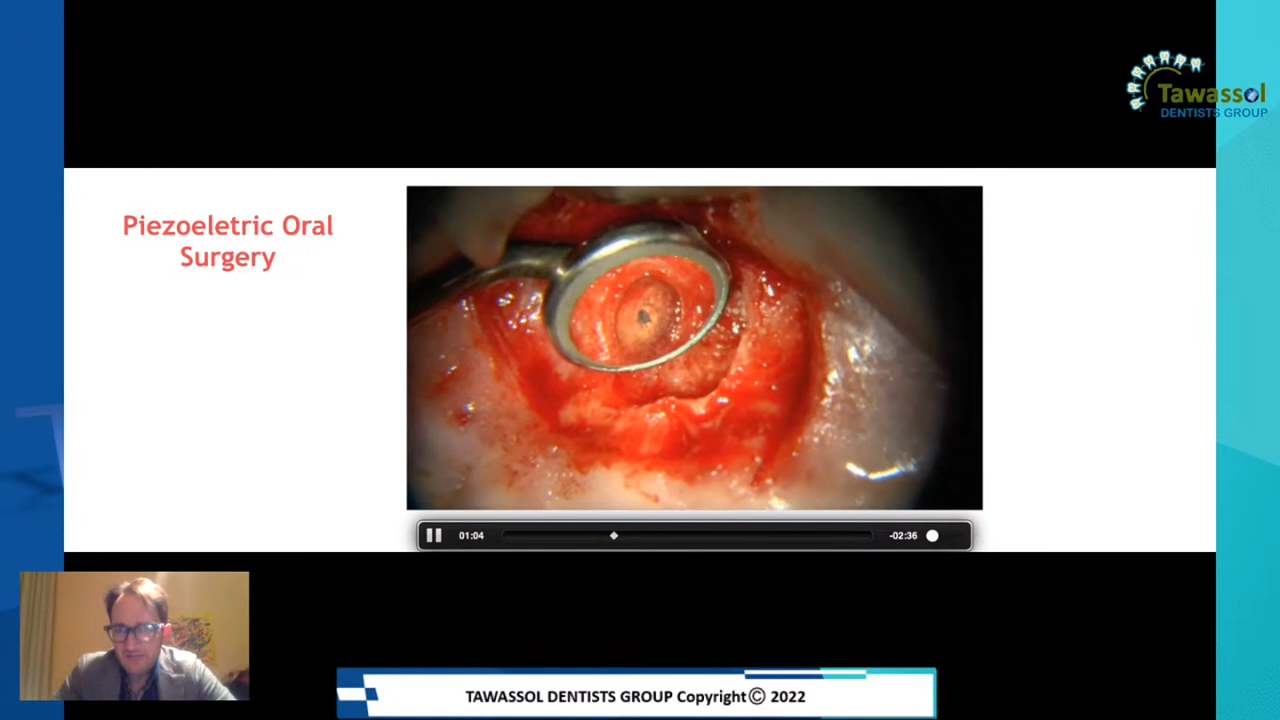 Tawassol
DENTISTS GROUP
Piezoeletric Oral
Surgery
01:04
-02:36
TAWASSOL DENTISTS GROUP Copyright© 2022